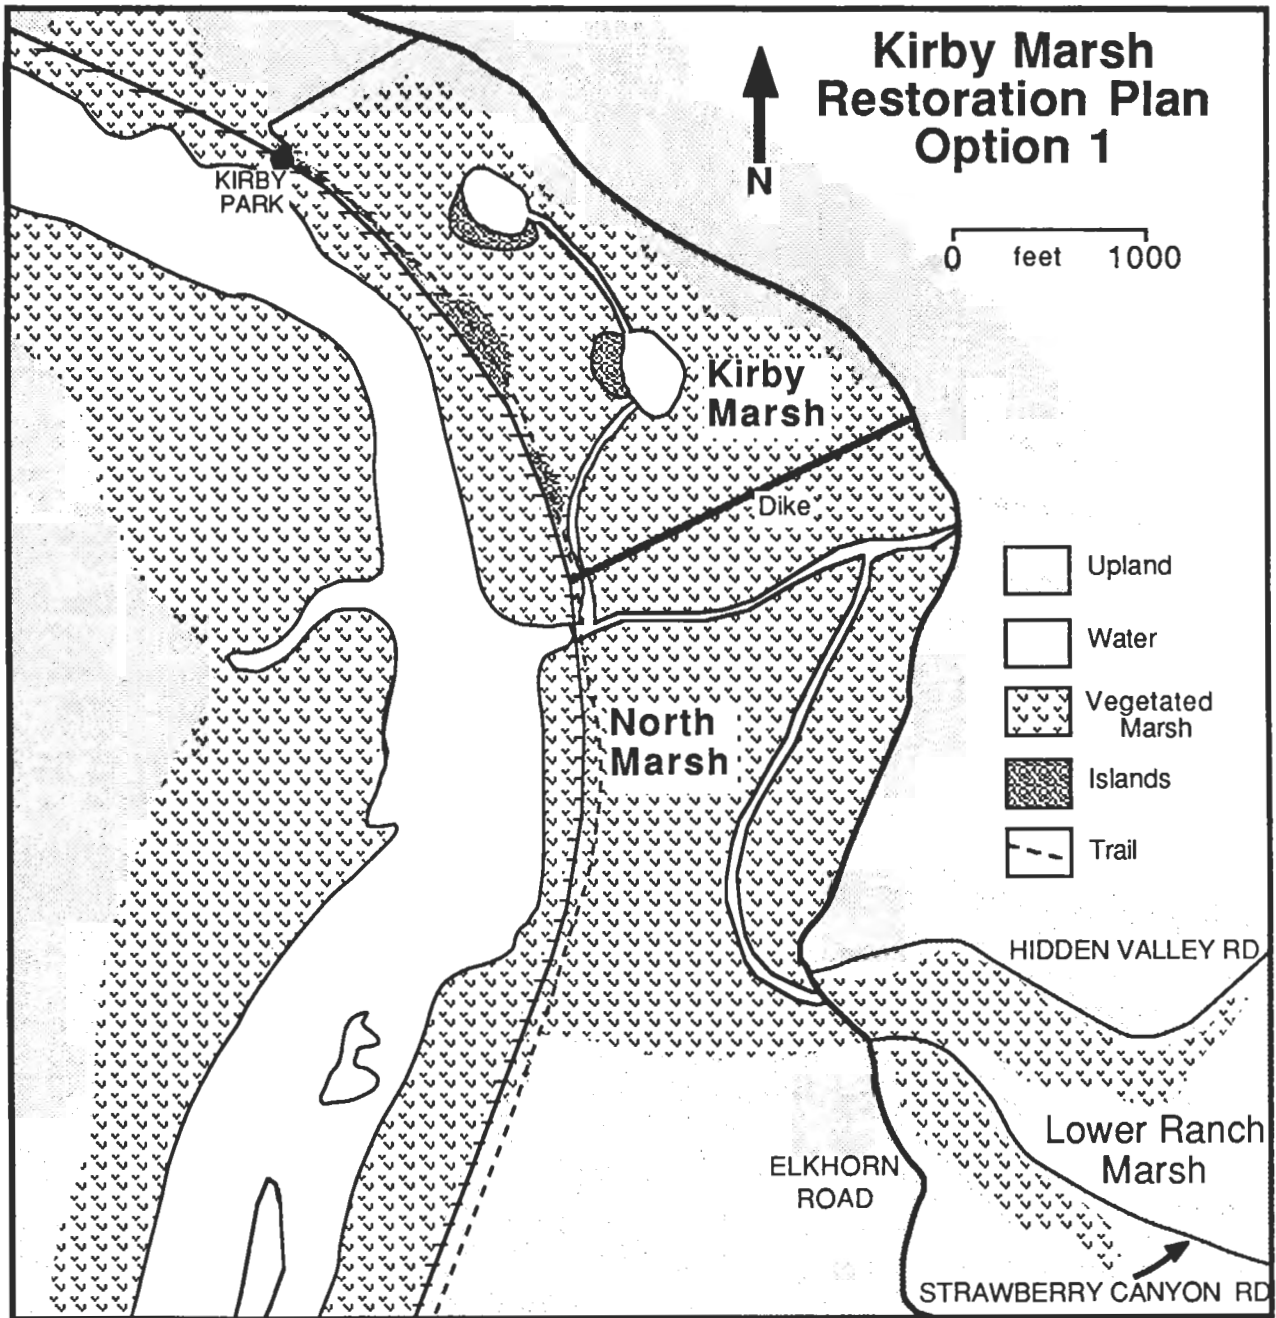 Kirby Marsh
Restoration Plan
Option 1
N
0 feet 1000
KIRBY
PARK
Kirby
Marsh
Dike
Upland
Water
Vegetated
Marsh
Islands
Trail
North
Marsh
HIDDEN VALLEY RD
Lower Ranch
Marsh
ELKHORN
ROAD
STRAWBERRY CANYON RD